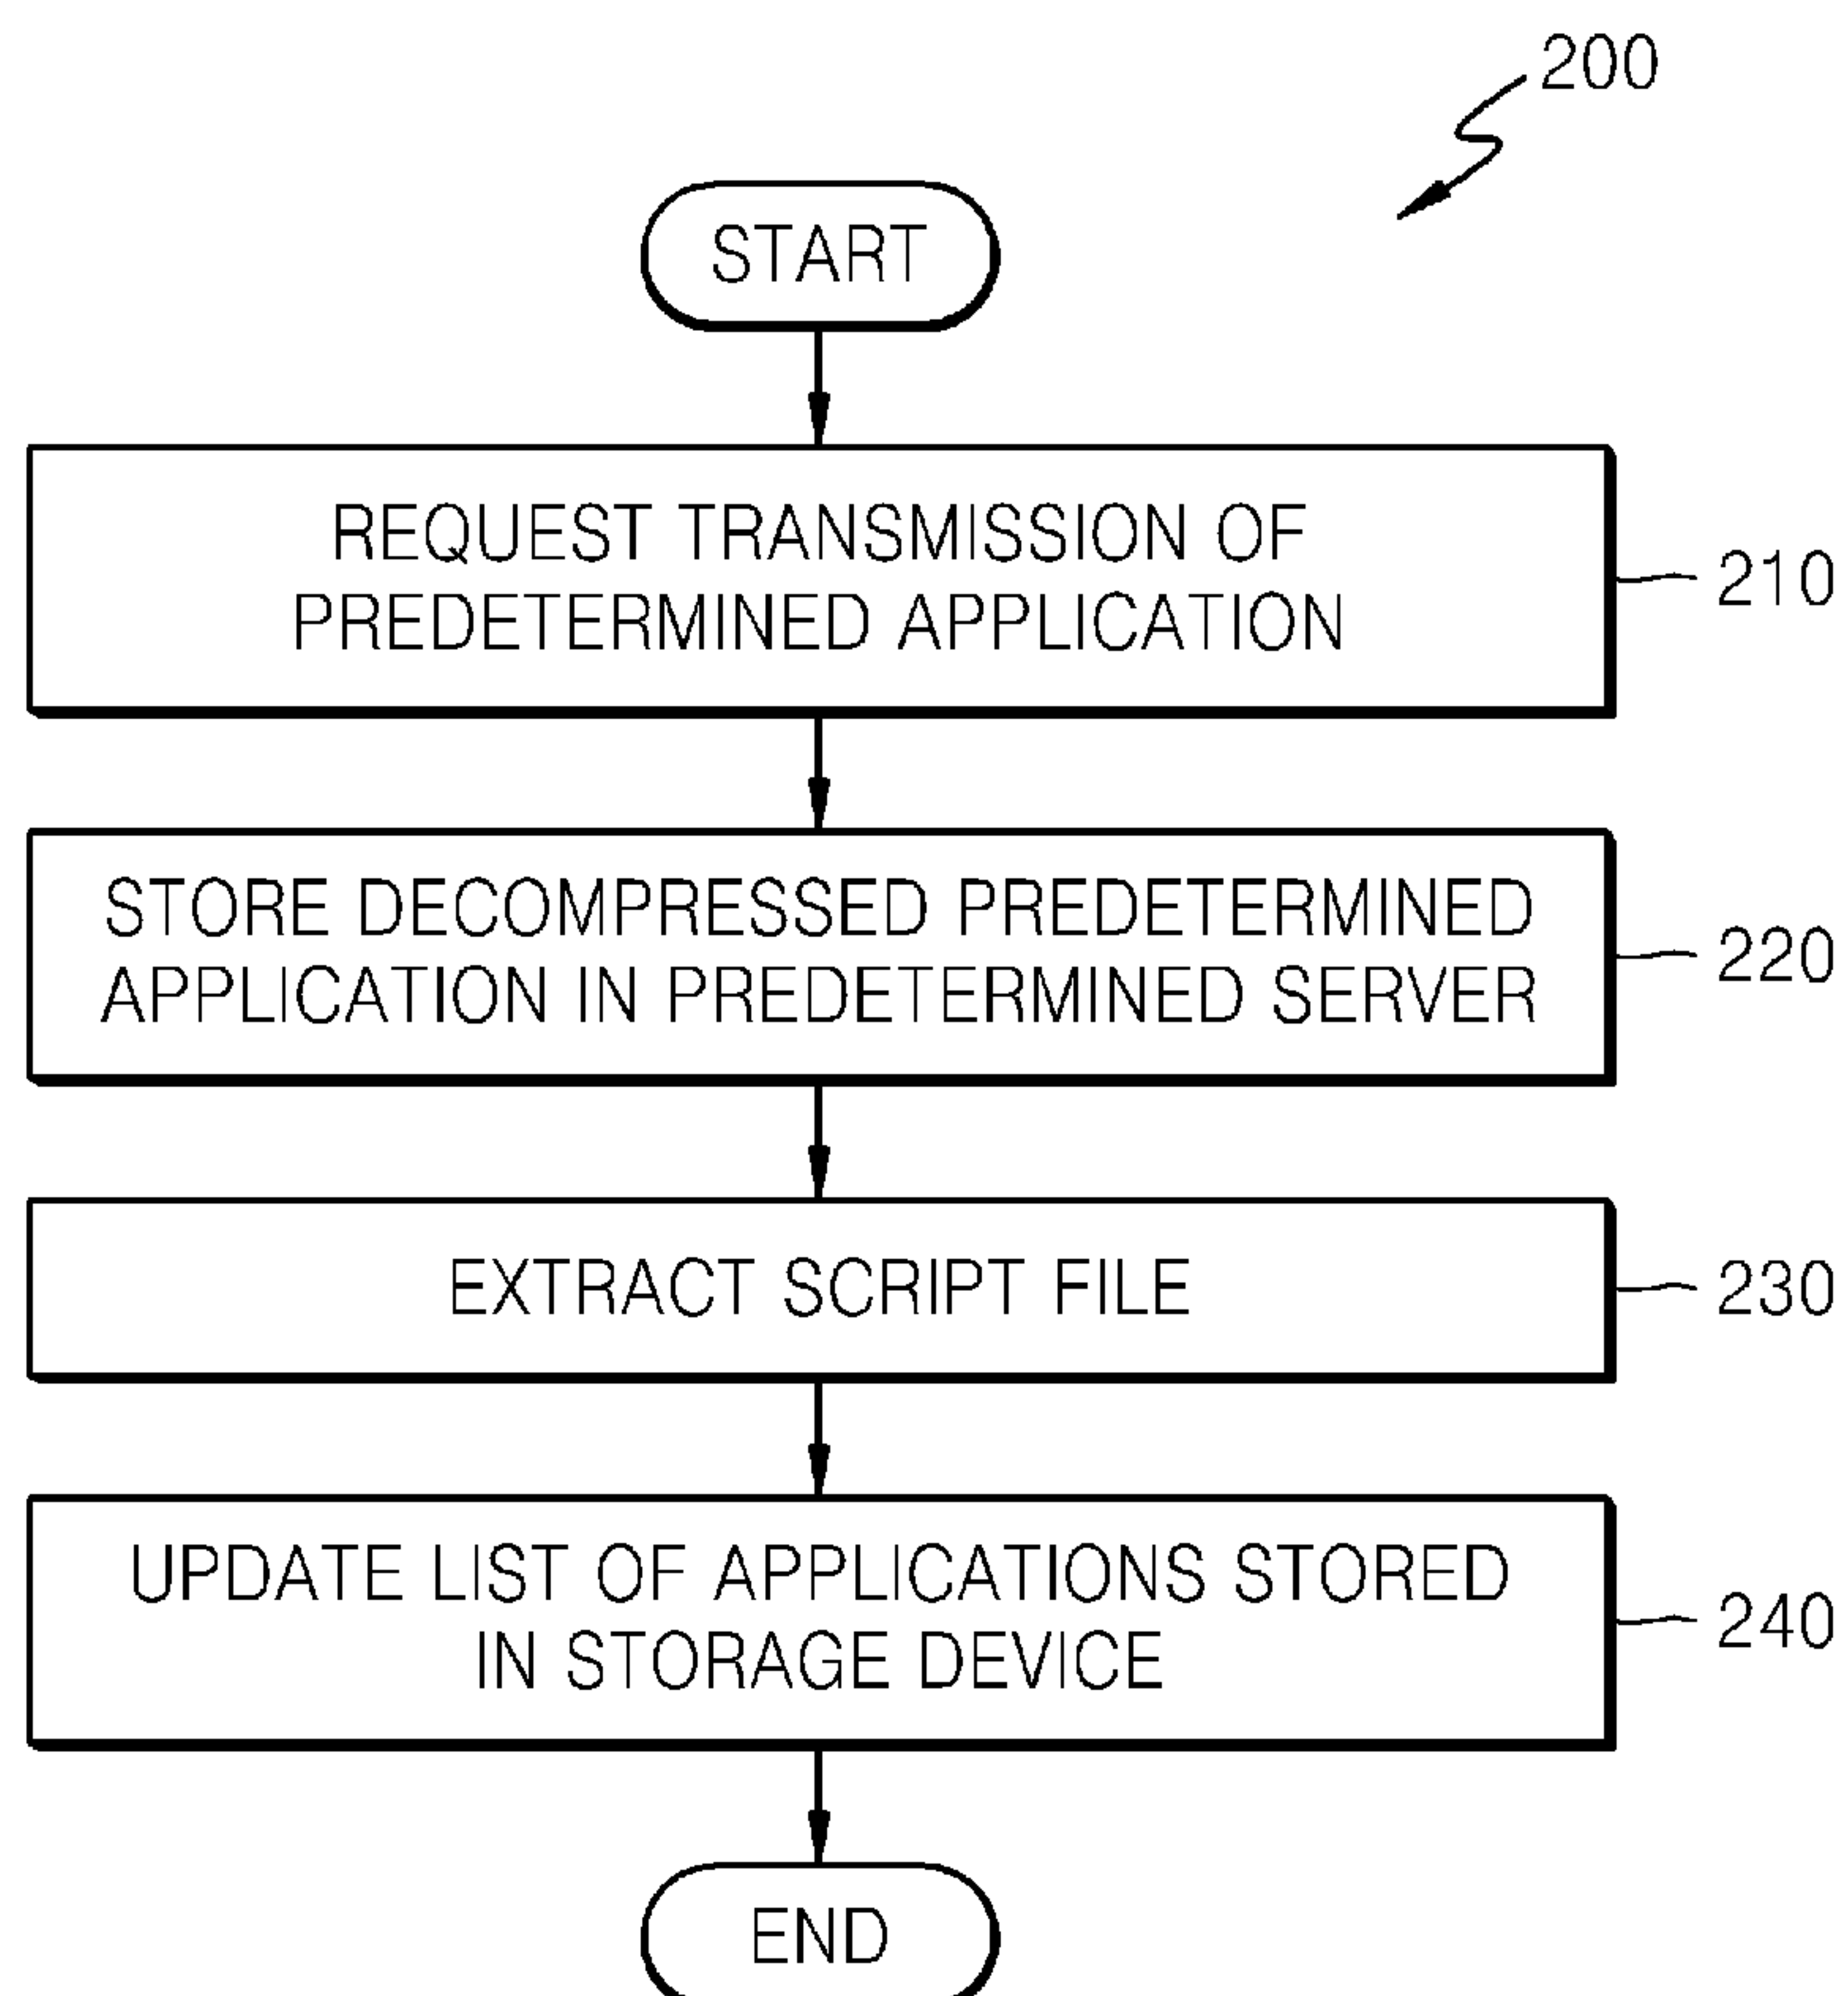 200
START
REQUEST TRANSMISSION OF
PREDETERMINED APPLICATION
210
STORE DECOMPRESSED PREDETERMINED
APPLICATION IN PREDETERMINED SERVER
220
EXTRACT SCRIPT FILE
230
UPDATE LIST OF APPLICATIONS STORED
IN STORAGE DEVICE
240
END